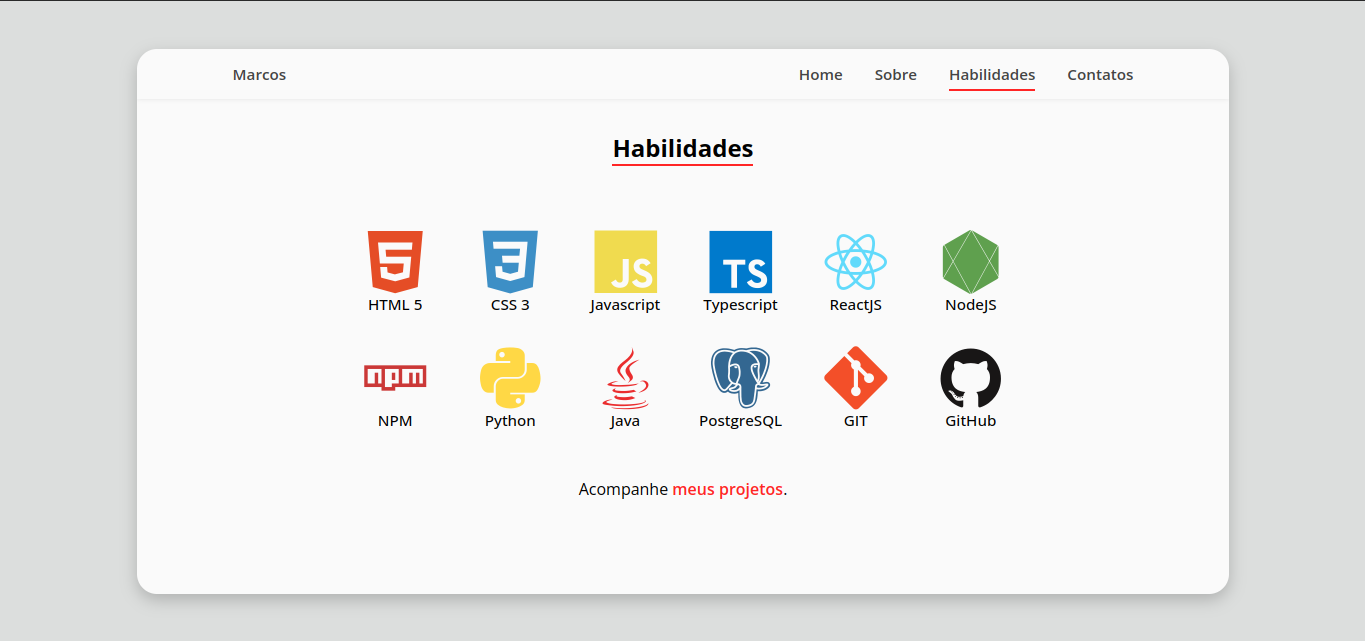 Marcos Home Sobre Habilidades Contatos
Habilidades
5 3 JS TS
HTML 5 CSS 3 Javascript Typescript ReactJS NodeJS
npm
NPM Python Java PostgreSQL GIT GitHub
Acompanhe meus projetos.